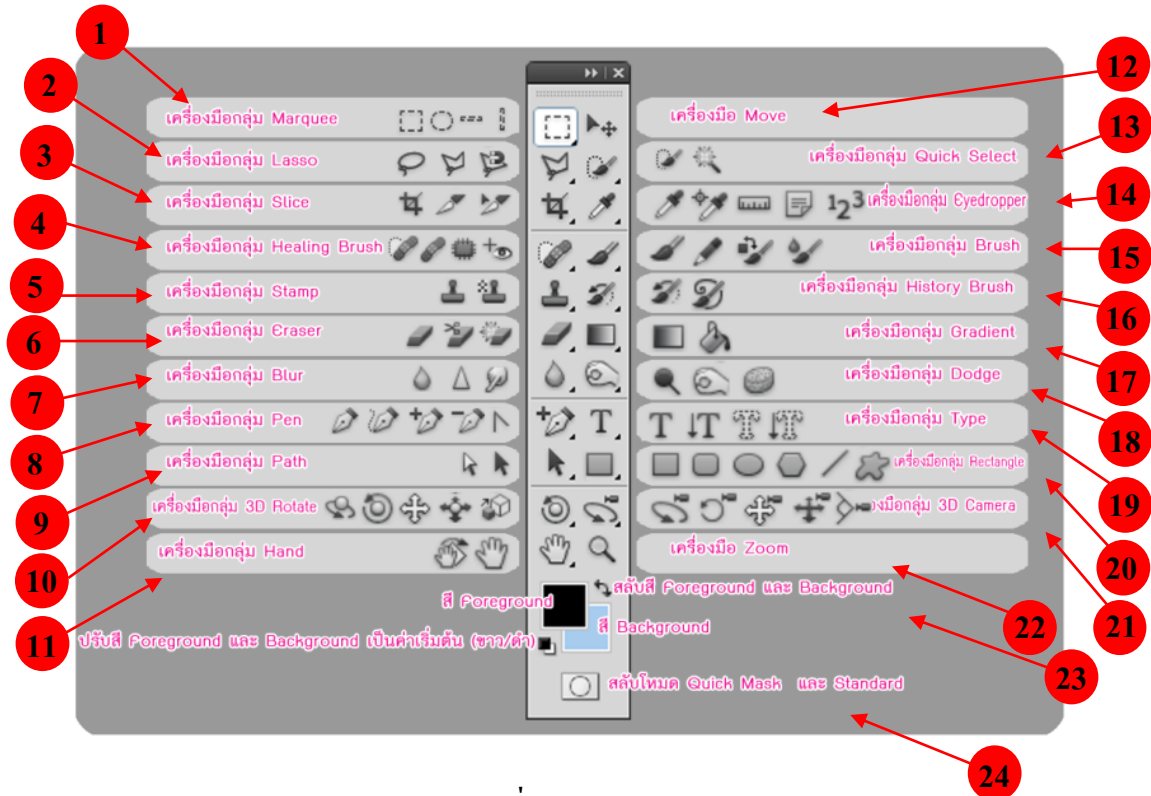 1
2
3
4
5
6
7
8
9
10
11
เครื่องมือกลุ่ม Marquee
เครื่องมือกลุ่ม Lasso
เครื่องมือกลุ่ม Slice
เครื่องมือกลุ่ม Healing Brush
เครื่องมือกลุ่ม Stamp
เครื่องมือกลุ่ม Eraser
เครื่องมือกลุ่ม Blur
เครื่องมือกลุ่ม Pen
เครื่องมือกลุ่ม Path
เครื่องมือกลุ่ม 3D Rotate
เครื่องมือกลุ่ม Hand
เครื่องมือ Move
เครื่องมือกลุ่ม Quick Select
เครื่องมือกลุ่ม Eyedropper
เครื่องมือกลุ่ม Brush
เครื่องมือกลุ่ม History Brush
เครื่องมือกลุ่ม Gradient
เครื่องมือกลุ่ม Dodge
เครื่องมือกลุ่ม Type
เครื่องมือกลุ่ม Rectangle
องมือกลุ่ม 3D Camera
เครื่องมือ Zoom
สลับสี Foreground และ Background
สี Foreground
สี Background
ปรับสี Foreground และ Background เป็นค่าเริ่มต้น (ขาว/ดำ)
สลับโหมด Quick Mask และ Standard
12
13
14
15
16
17
18
19
20
21
22
23
24